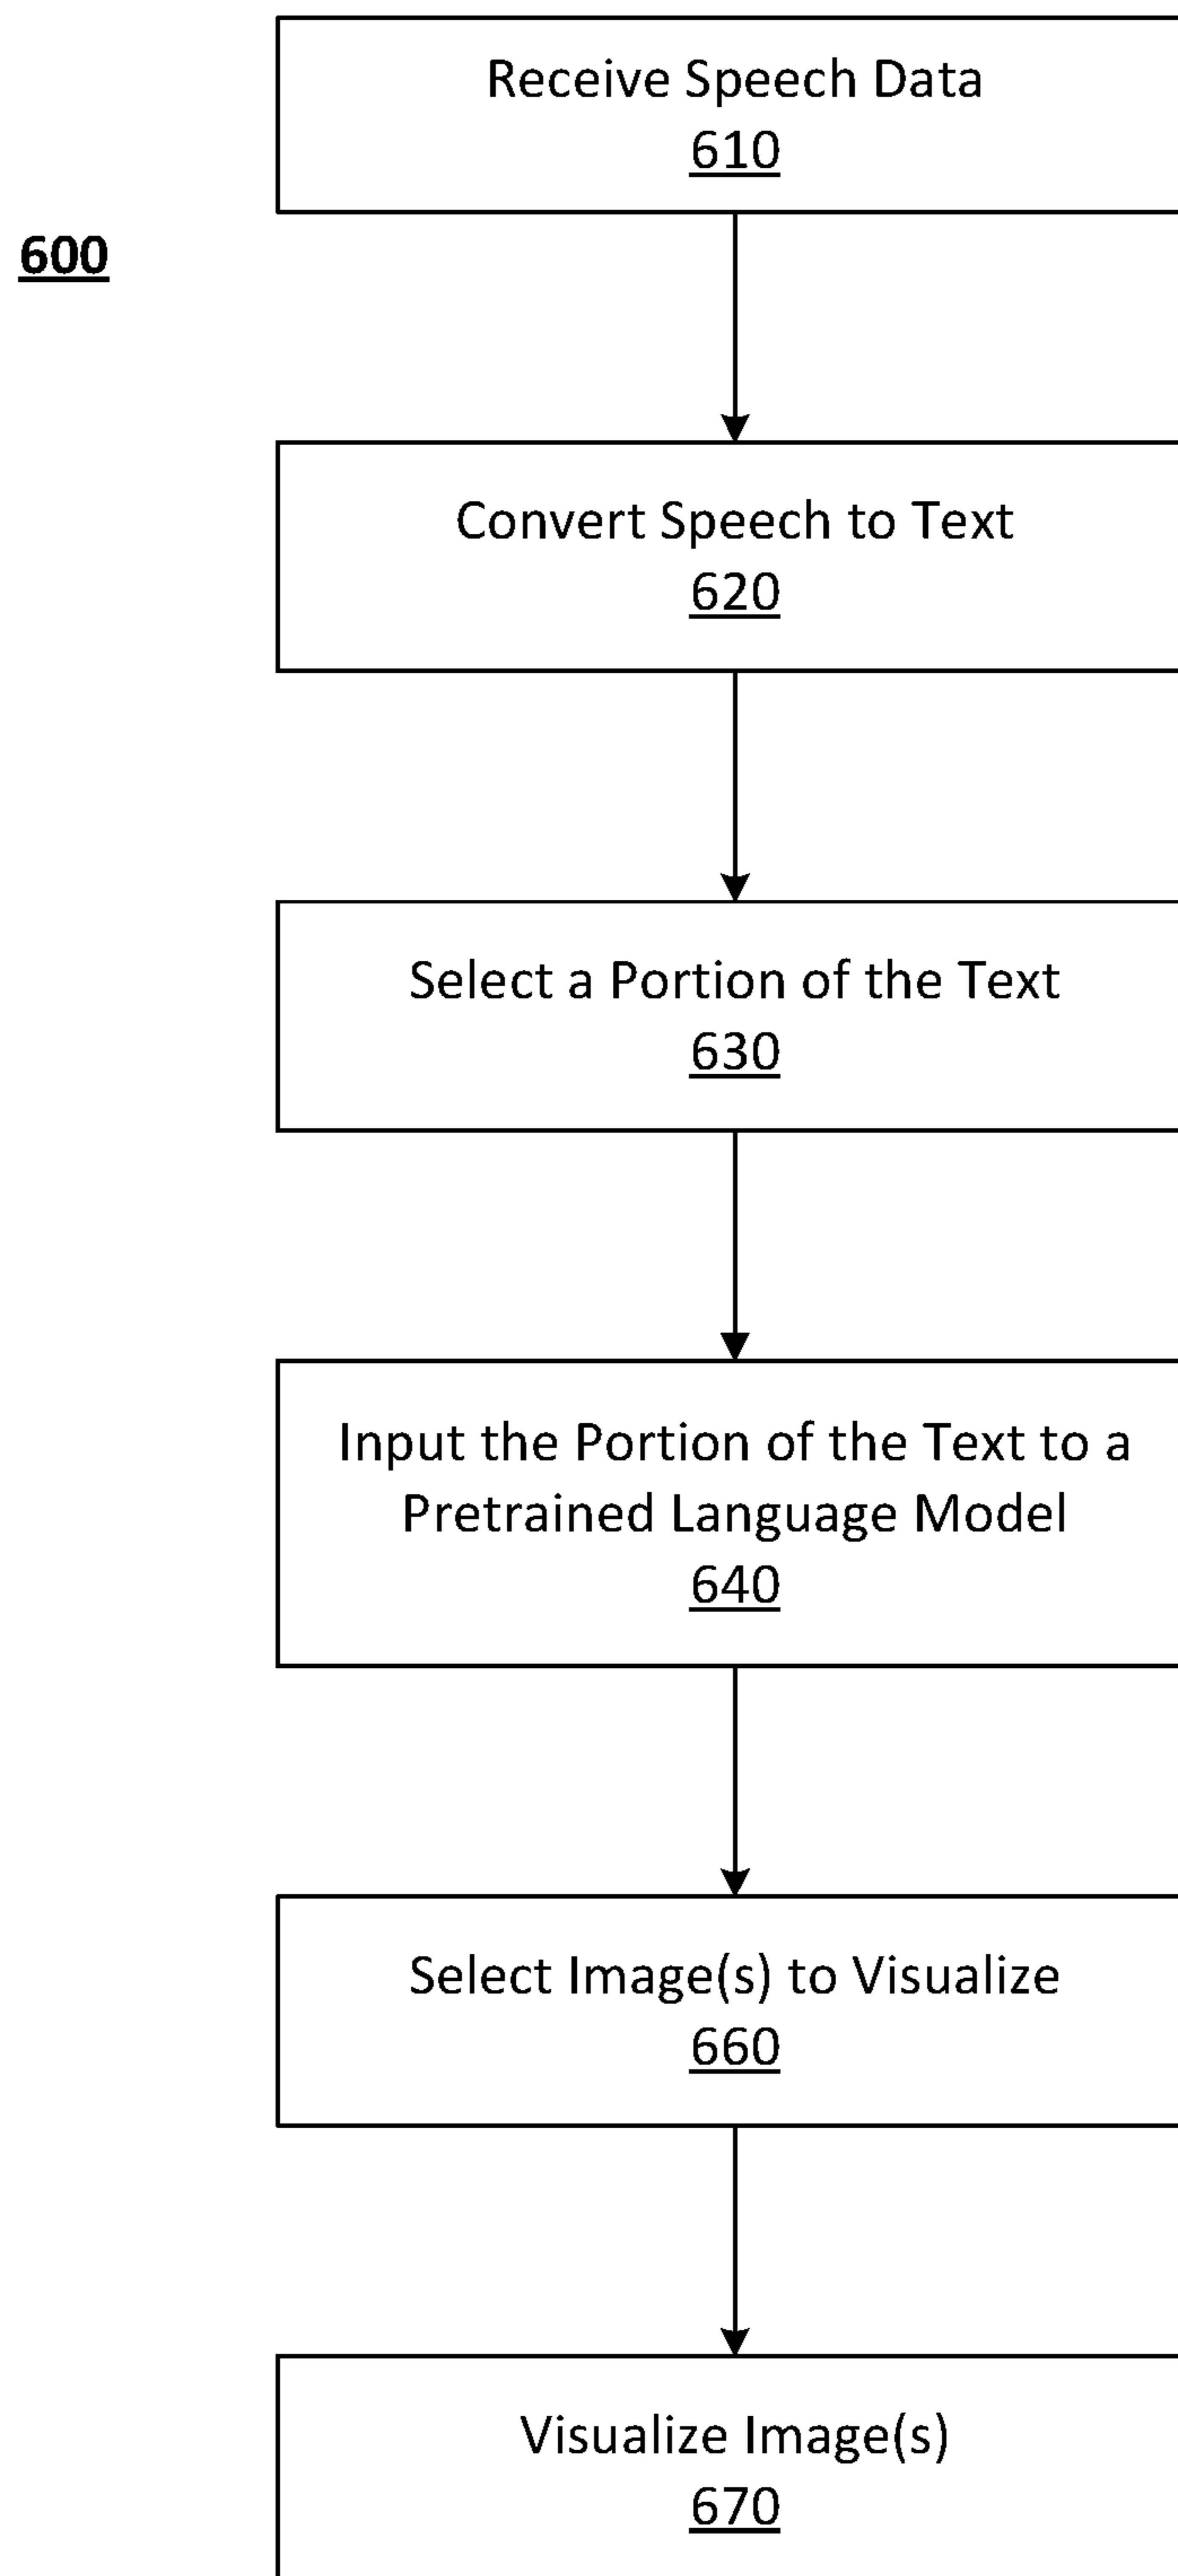 Receive Speech Data
610
600
Convert Speech to Text
620
Select a Portion of the Text
630
Input the Portion of the Text to a
Pretrained Language Model
640
Select Image(s) to Visualize
660
Visualize Image(s)
670